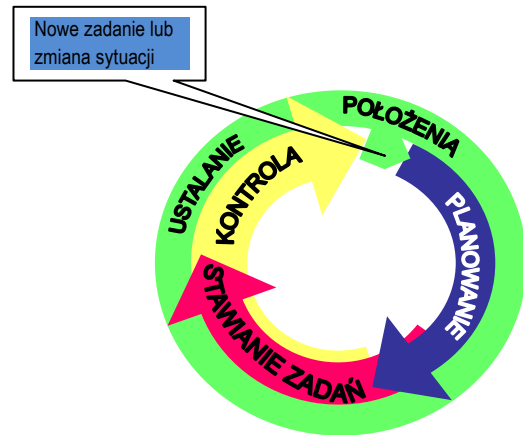 Nowe zadanie lub
zmiana sytuacji
USTALANIE
POŁOŻENIA
KONTROLA
PLANOWANIE
STAWIANIE ZADAŃ